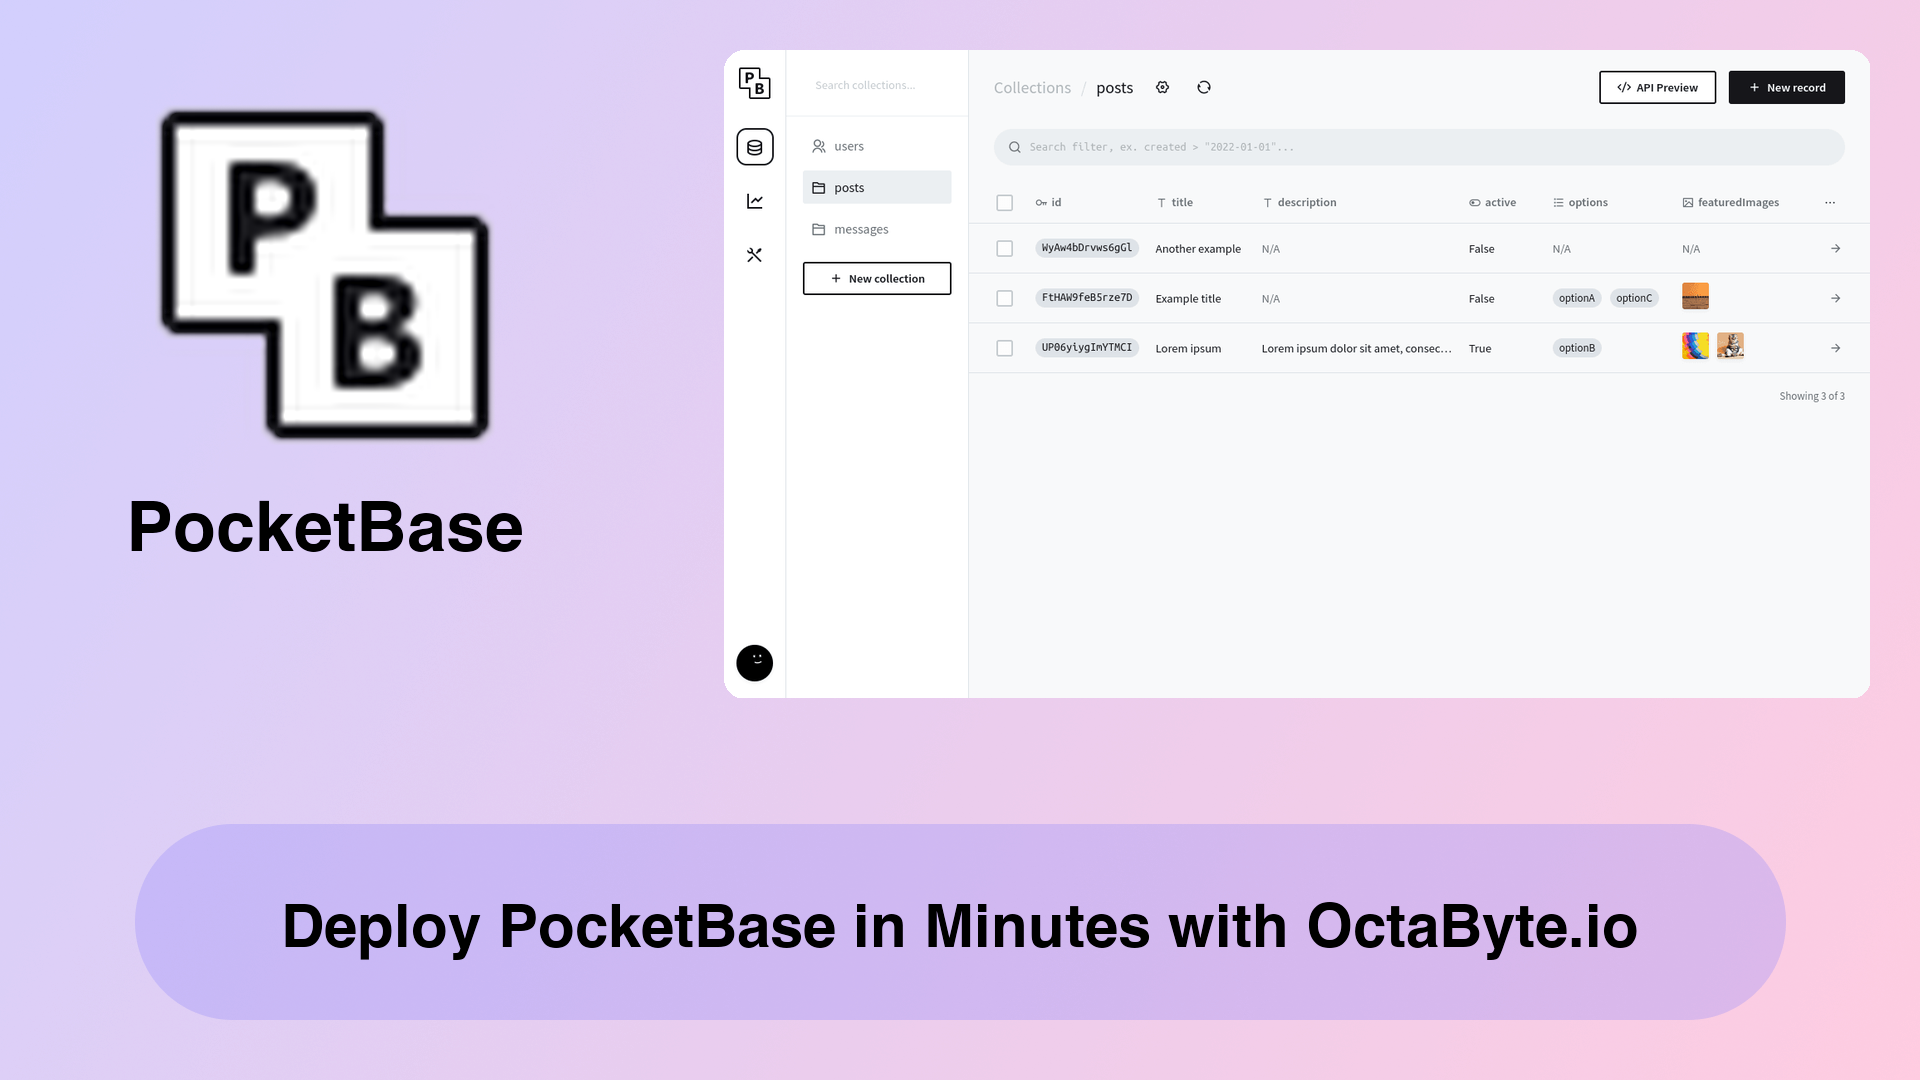 P
B
PocketBase
P
B
Search collections...
users
posts
messages
+ New collection
Collections / posts
</> API Preview
+ New record
Search filter, ex. created > "2022-01-01"...
id title description active options featuredImages ...
WyAw4bDrvws6gGl Another example N/A False N/A N/A
FtHAW9feB5rze7D Example title N/A False optionA optionC
UP06yiygImYTMCI Lorem ipsum Lorem ipsum dolor sit amet, consec... True optionB
Showing 3 of 3
Deploy PocketBase in Minutes with OctaByte.io